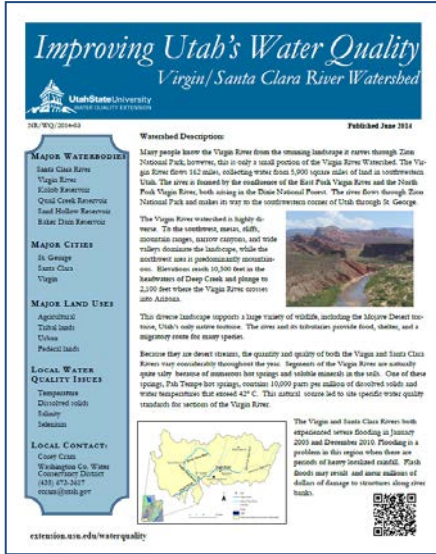 Improving Utah's Water Quality
Virgin/Santa Clara River Watershed
UtahStateUniversity
WATER QUALITY EXTENSION
NR/WQ/2014-03
Published June 2014
MAJOR WATERBODIES
Santa Clara River
Virgin River
Kolob Reservoir
Quail Creek Reservoir
Sand Hollow Reservoir
Baker Dam Reservoir
MAJOR CITIES
St. George
Santa Clara
Virgin
MAJOR LAND USES
Agricultural
Tribal lands
Urban
Federal lands
LOCAL WATER
QUALITY ISSUES
Temperature
Dissolved solids
Salinity
Selenium
LOCAL CONTACT:
Corey Cram
Washington Co. Water
Conservancy District
(435) 673-3617
Watershed Description:
Many people know the Virgin River from the stunning landscape it carves through Zion
National Park; however, this is only a small portion of the Virgin River Watershed. The Vir-
gin River flows 162 miles, collecting water from 5,900 square miles of land in southwestern
Utah. The river is formed by the confluence of the East Fork Virgin River and the North
Fork Virgin River, both arising in the Dixie National Forest. The river flows through Zion
National Park and makes its way to the southwestern corner of Utah through St. George.
The Virgin River watershed is highly di-
verse. To the southwest, mesas, cliffs,
mountain ranges, narrow canyons, and wide
valleys dominate the landscape, while the
northwest area is predominantly mountain-
ous. Elevations reach 10,300 feet in the
headwaters of Deep Creek and plunge to
2,100 feet where the Virgin River crosses
into Arizona.
This diverse landscape supports a large variety of wildlife, including the Mojave Desert tor-
toise, Utah's only native tortoise. The river and its tributaries provide food, shelter, and a
migratory route for many species.
Because they are desert streams, the quantity and quality of both the Virgin and Santa Clara
Rivers vary considerably throughout the year. Segments of the Virgin River are naturally
quite salty because of numerous hot springs and soluble minerals in the soils. One of these
springs, Pah Tempe hot springs, contains 10,000 parts per million of dissolved solids and
water temperatures that exceed 42° C. This natural source led to site specific water quality
standards for sections of the Virgin River.
The Virgin and Santa Clara Rivers both
experienced severe flooding in January
2005 and December 2010. Flooding is a
problem in this region when there are
periods of heavy localized rainfall. Flash
floods may result and incur millions of
dollars of damage to structures along river
banks.
extension.usu.edu/waterquality